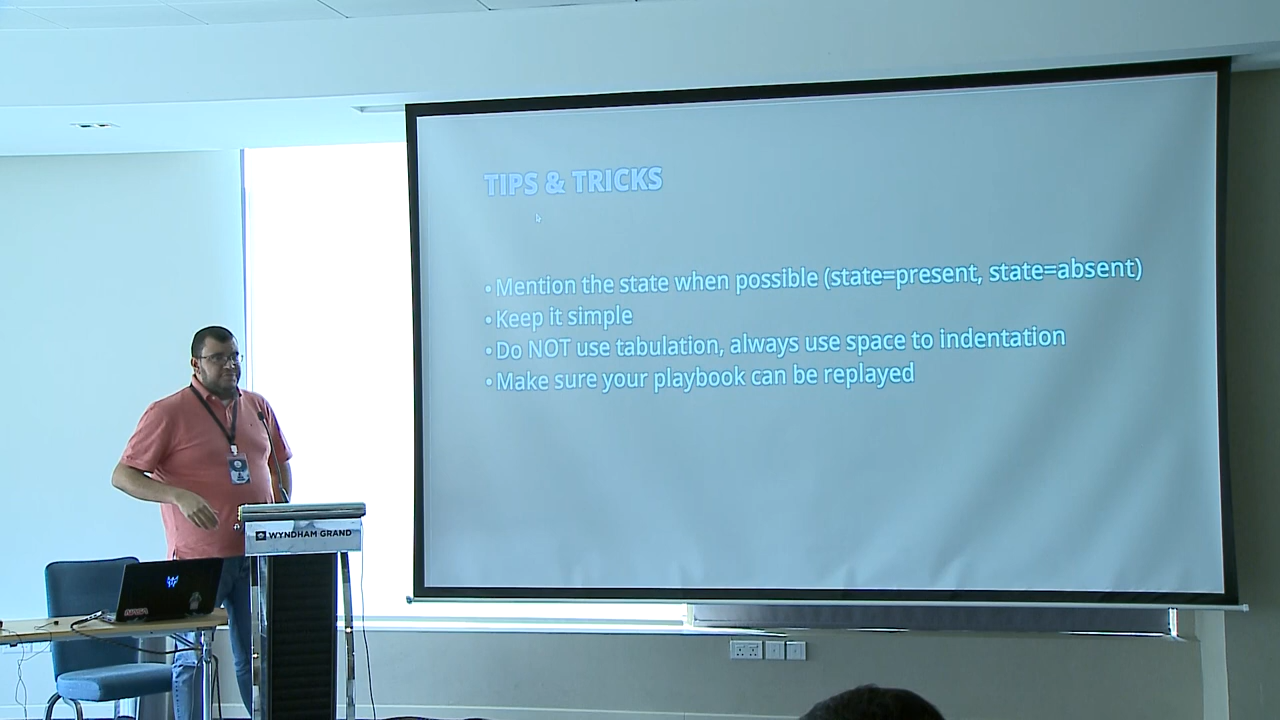 TIPS & TRICKS
• Mention the state when possible (state=present, state=absent)
• Keep it simple
• Do NOT use tabulation, always use space to indentation
• Make sure your playbook can be replayed
WYNDHAM GRAND